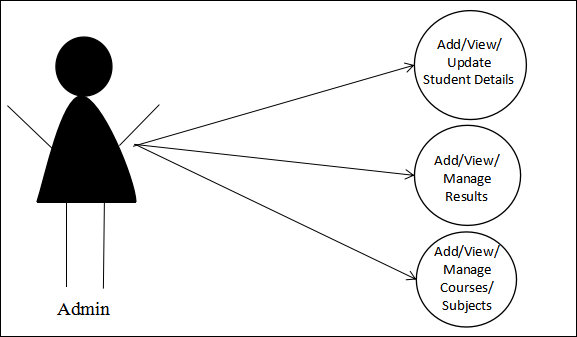 Add/View/
Update
Student Details
Add/View/
Manage
Results
Add/View/
Manage
Courses/
Subjects
Admin